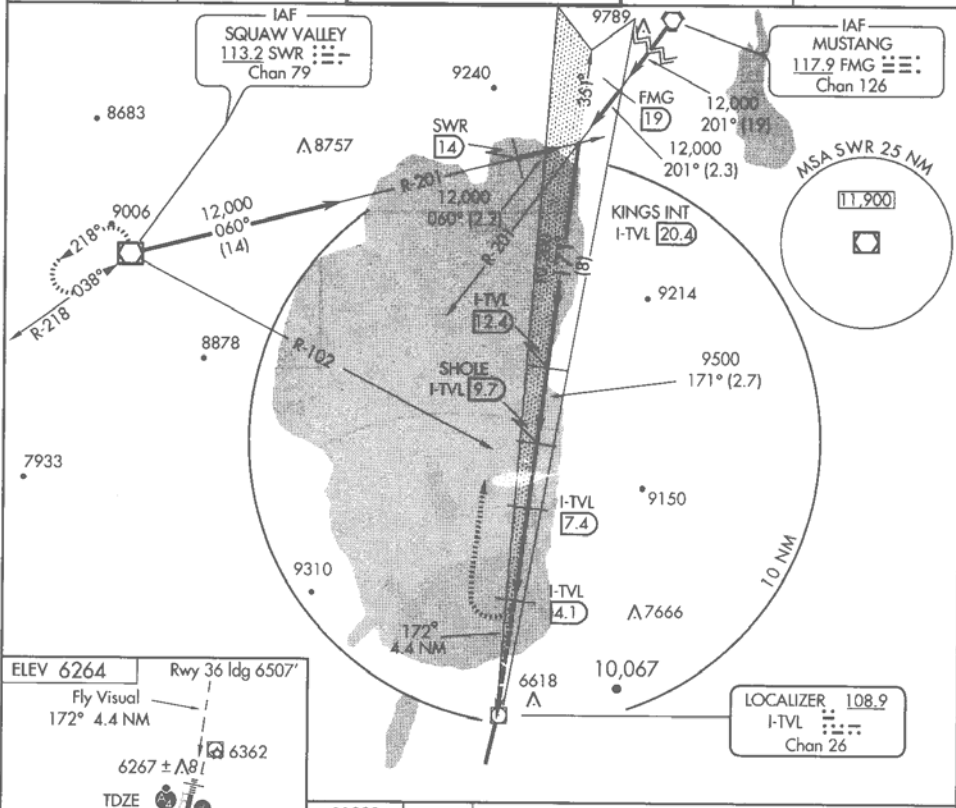 IAF
SQUAW VALLEY
113.2 SWR
Chan 79
9789
IAF
MUSTANG
117.9 FMG
Chan 126
9240
8683
8757
351°
FMG
19
12,000
201° (19)
12,000
201° (2.3)
SWR
14
MSA SWR 25 NM
11,900
R-201
12,000
060° (2.3)
R-201
9006
12,000
060°
(14)
218°
038°
R-218
KINGS INT
I-TVL 20.4
171°
(8)
9214
I-TVL
12.4
8878
R-102
9500
171° (2.7)
SHOLE
I-TVL 9.7
7933
9150
I-TVL
7.4
10 NM
9310
I-TVL
4.1
7666
172°
4.4 NM
10,067
6618
ELEV 6264
Rwy 36 ldg 6507'
Fly Visual
172° 4.4 NM
6362
6267 ±
TDZE
LOCALIZER 108.9
I-TVL
Chan 26